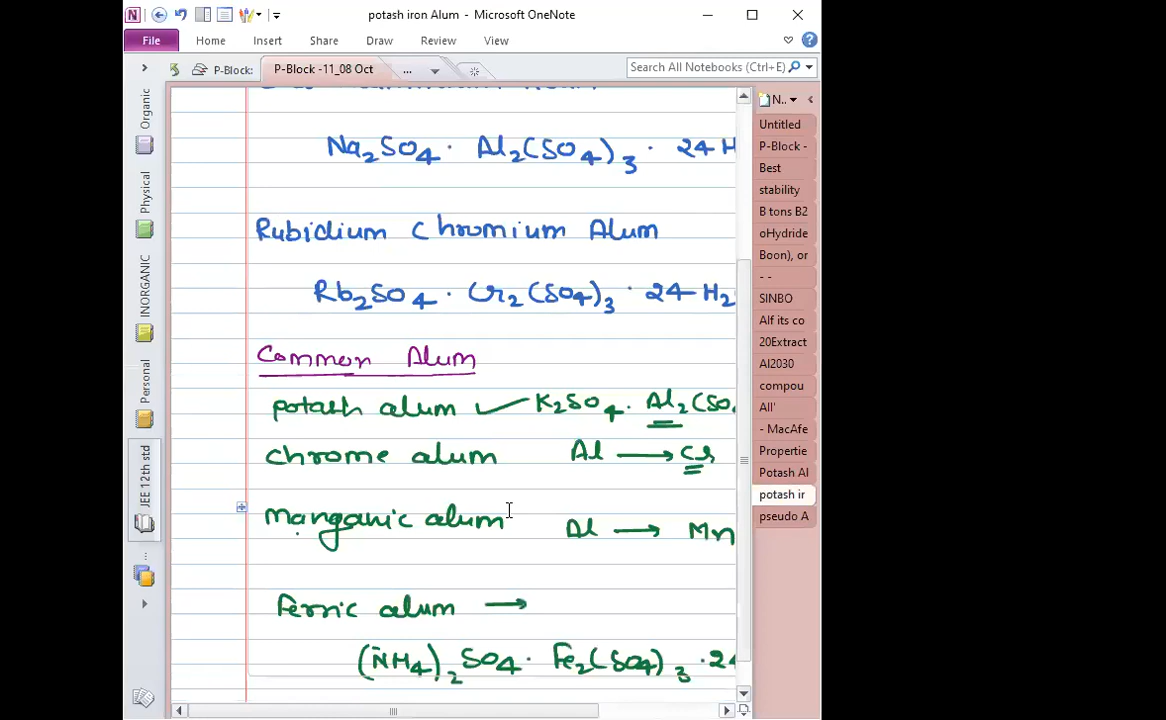 potash iron Alum - Microsoft OneNote
File Home Insert Share Draw Review View
P-Block: P-Block -11_08 Oct ... Search All Notebooks (Ctrl+E)
N..
Organic
Physical
INORGANIC
Personal
JEE 12th std
Na2SO4 · Al2(SO4)3 · 24 H
Rubidium Chromium Alum
Rb2SO4 · Cr2(SO4)3 · 24 H2
Common Alum
potash alum ✓ K2SO4 · Al2(SO4
chrome alum Al → Cr
manganic alum Al → Mn
Ferric alum →
(NH4)2SO4 · Fe2(SO4)3 · 24
Untitled
P-Block -
Best
stability
B tons B2
oHydride
Boon), or
- -
SINBO
Alf its co
20Extract
Al2030
compou
All'
- MacAfe
Propertie
Potash Al
potash ir
pseudo A